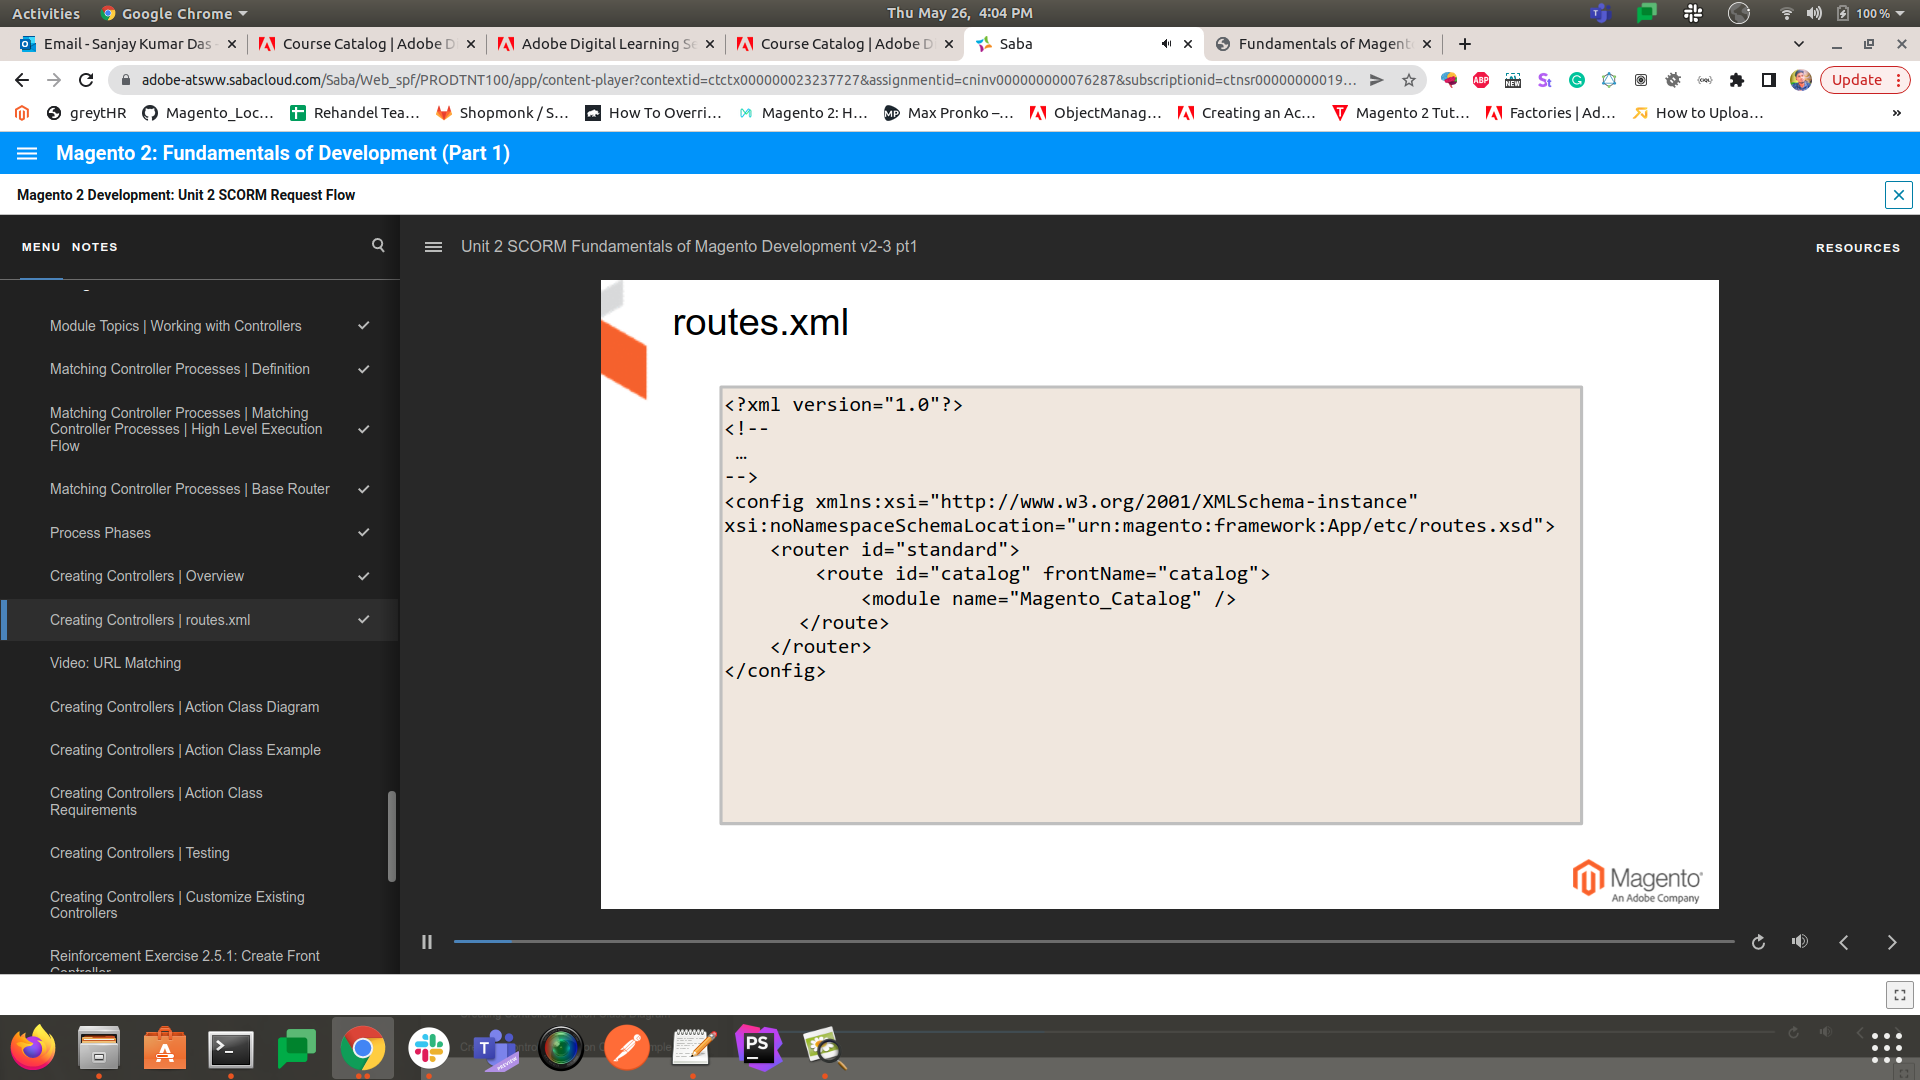 Activities
Google Chrome
Thu May 26,  4:04 PM
100 %
Email - Sanjay Kumar Das
Course Catalog | Adobe D
Adobe Digital Learning Se
Course Catalog | Adobe D
Saba
Fundamentals of Magent
adobe-atsww.sabacloud.com/Saba/Web_spf/PRODTNT100/app/content-player?contextid=ctctx000000023237727&assignmentid=cninv000000000076287&subscriptionid=ctnsr00000000019...
ABP
NEW
Update
greytHR
Magento_Loc...
Rehandel Tea...
Shopmonk / S...
How To Overri...
Magento 2: H...
Max Pronko –...
ObjectManag...
Creating an Ac...
Magento 2 Tut...
Factories | Ad...
How to Uploa...
»
Magento 2: Fundamentals of Development (Part 1)
Magento 2 Development: Unit 2 SCORM Request Flow
MENU
NOTES
Unit 2 SCORM Fundamentals of Magento Development v2-3 pt1
RESOURCES
Module Topics | Working with Controllers
Matching Controller Processes | Definition
Matching Controller Processes | Matching
Controller Processes | High Level Execution
Flow
Matching Controller Processes | Base Router
Process Phases
Creating Controllers | Overview
Creating Controllers | routes.xml
Video: URL Matching
Creating Controllers | Action Class Diagram
Creating Controllers | Action Class Example
Creating Controllers | Action Class
Requirements
Creating Controllers | Testing
Creating Controllers | Customize Existing
Controllers
Reinforcement Exercise 2.5.1: Create Front
Controller
routes.xml
<?xml version="1.0"?>
<!--
…
-->
<config xmlns:xsi="http://www.w3.org/2001/XMLSchema-instance"
xsi:noNamespaceSchemaLocation="urn:magento:framework:App/etc/routes.xsd">
<router id="standard">
<route id="catalog" frontName="catalog">
<module name="Magento_Catalog" />
</route>
</router>
</config>
Magento
An Adobe Company
PS